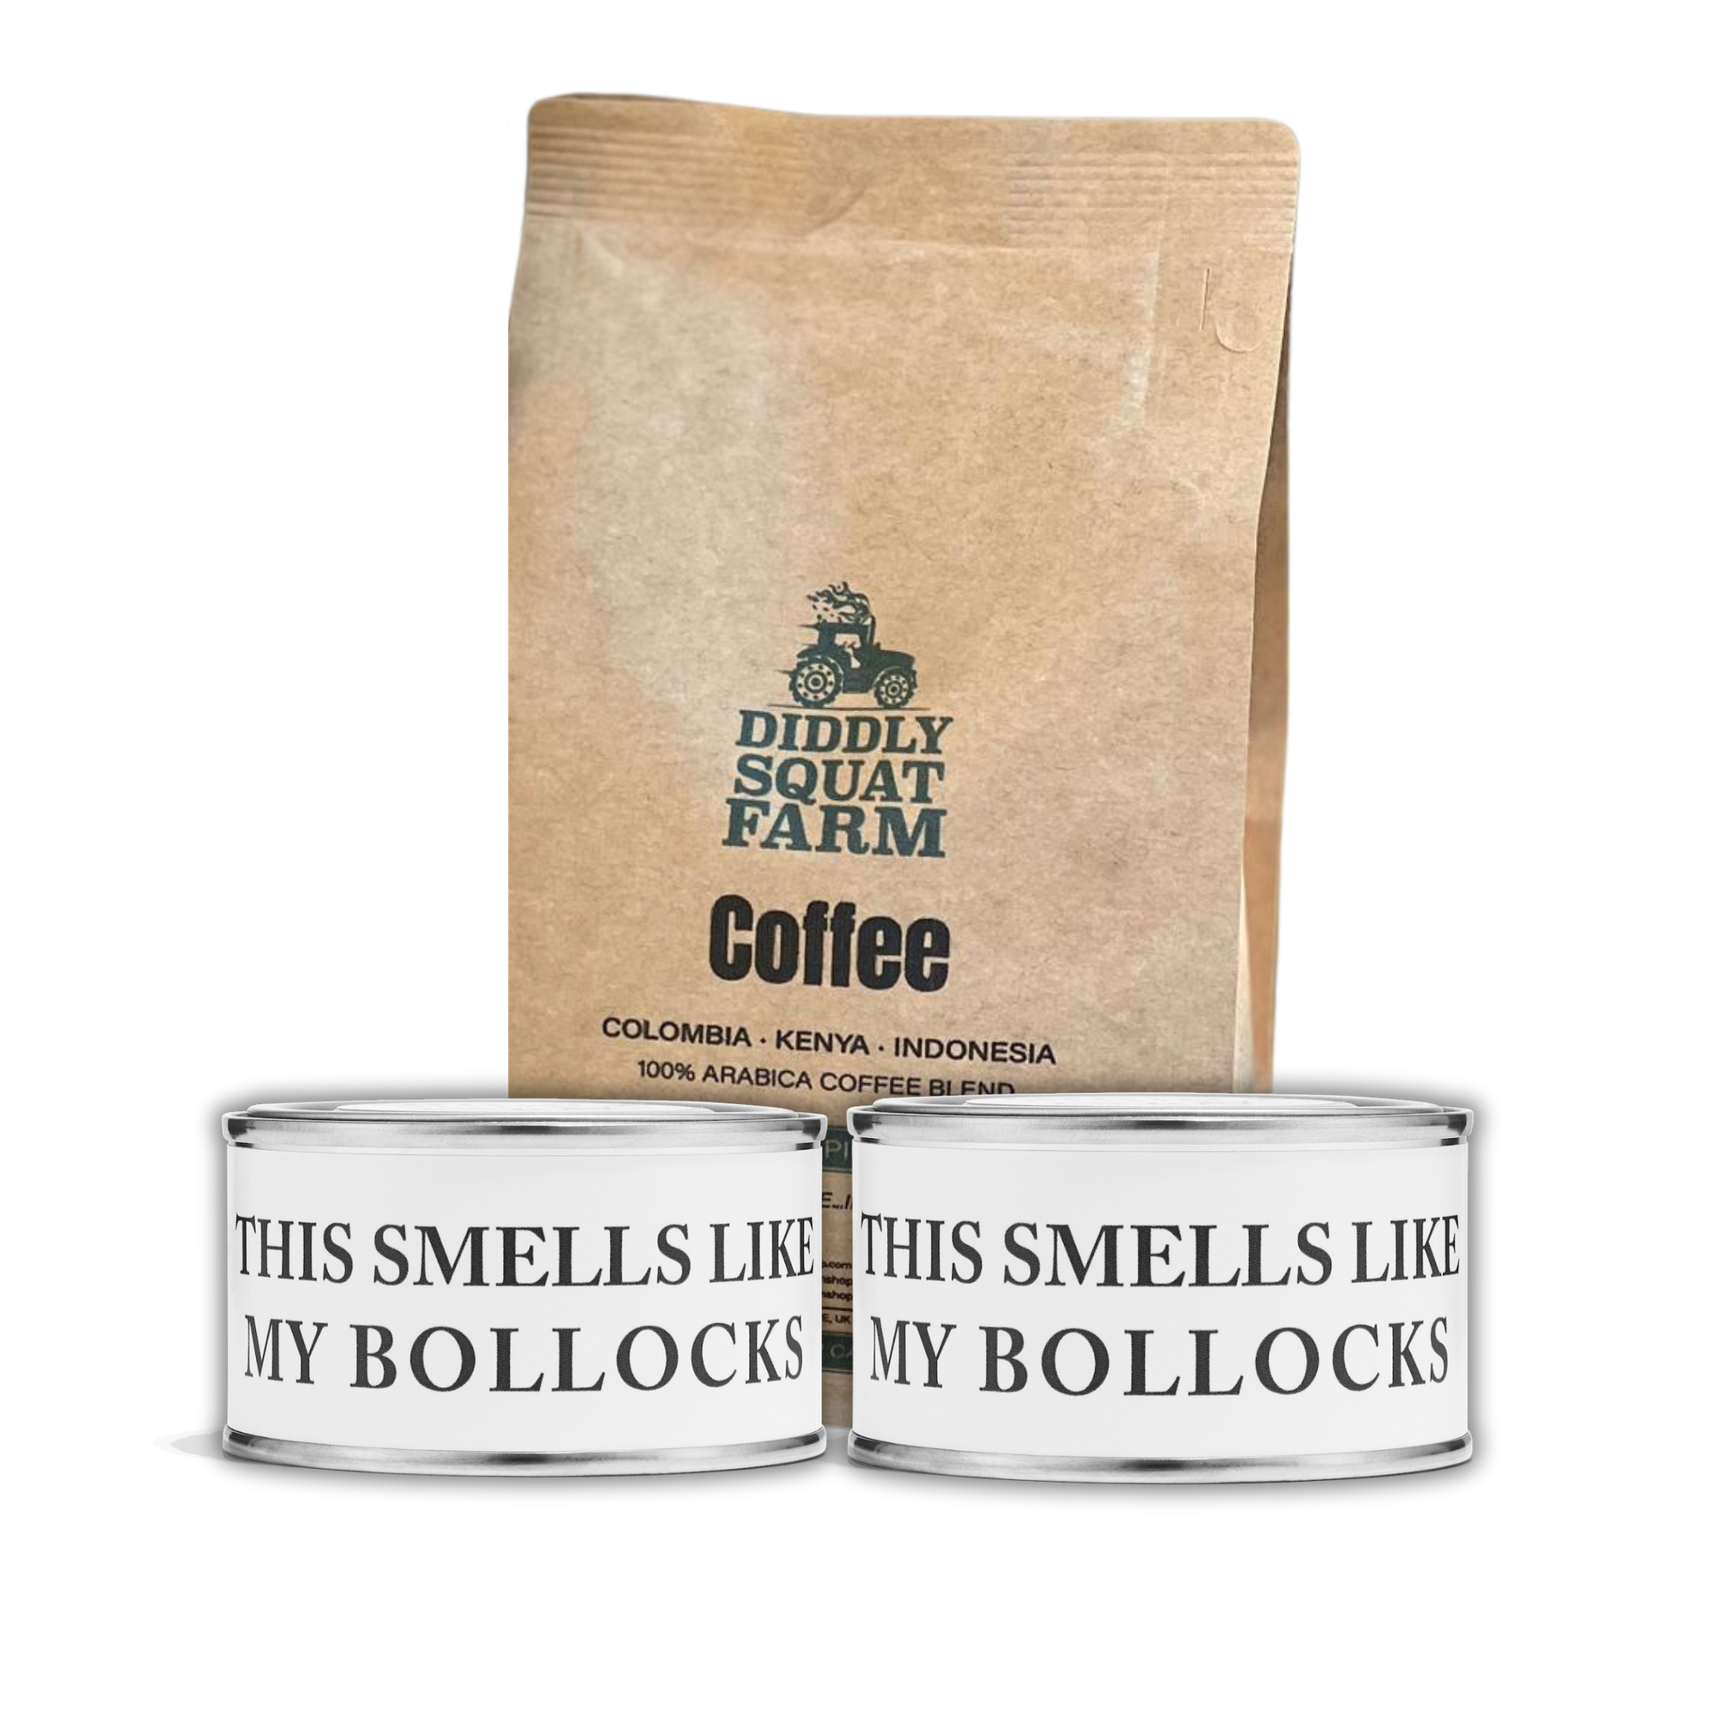 DIDDLY
SQUAT
FARM
Coffee
COLOMBIA · KENYA · INDONESIA
100% ARABICA COFFEE BLEND
THIS SMELLS LIKE
MY BOLLOCKS
THIS SMELLS LIKE
MY BOLLOCKS